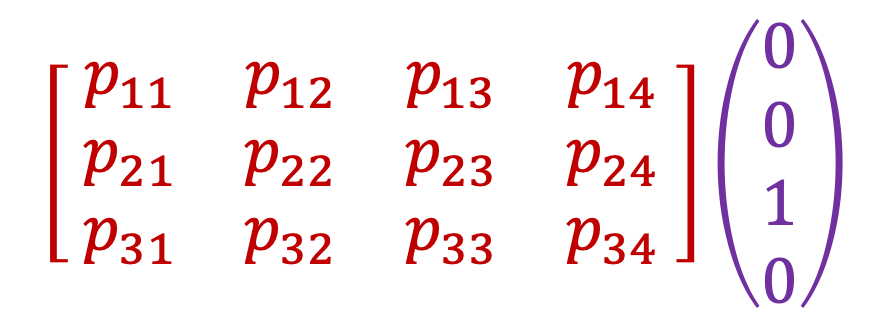 [ p₁₁ p₁₂ p₁₃ p₁₄ ] ( 0
p₂₁ p₂₂ p₂₃ p₂₄ 0
p₃₁ p₃₂ p₃₃ p₃₄ 1
0 )